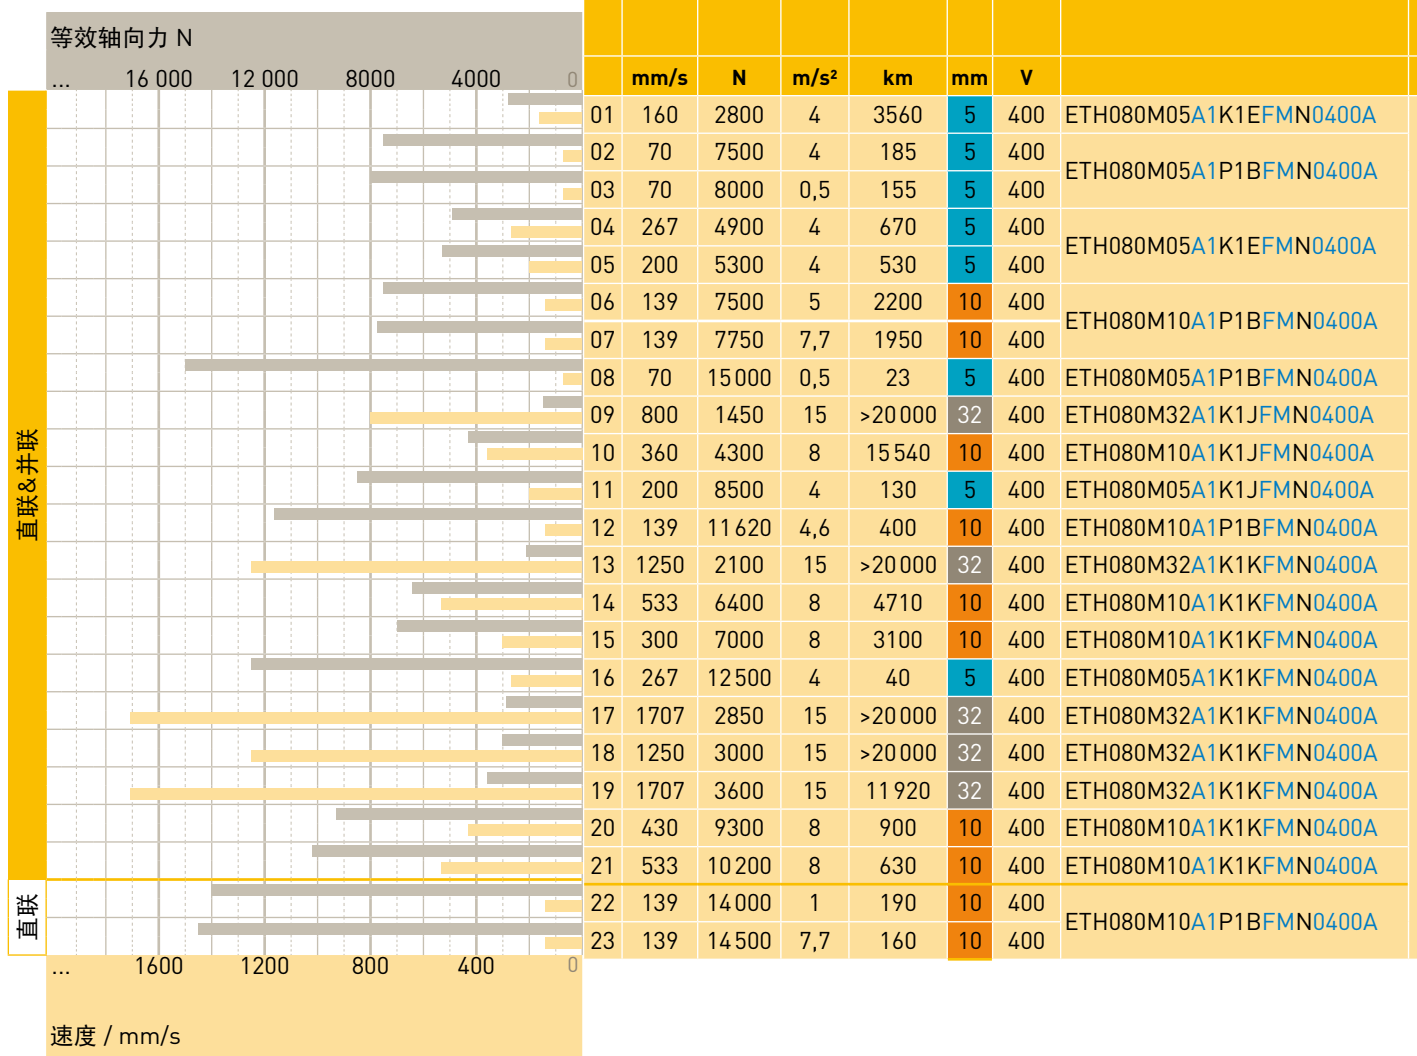 等效轴向力 N
... 16 000 12 000 8000 4000 0
mm/s N m/s² km mm V
01 160 2800 4 3560 5 400 ETH080M05A1K1EFMN0400A
02 70 7500 4 185 5 400
ETH080M05A1P1BFMN0400A
03 70 8000 0,5 155 5 400
04 267 4900 4 670 5 400
ETH080M05A1K1EFMN0400A
05 200 5300 4 530 5 400
06 139 7500 5 2200 10 400
ETH080M10A1P1BFMN0400A
07 139 7750 7,7 1950 10 400
08 70 15 000 0,5 23 5 400 ETH080M05A1P1BFMN0400A
09 800 1450 15 >20 000 32 400 ETH080M32A1K1JFMN0400A
10 360 4300 8 15 540 10 400 ETH080M10A1K1JFMN0400A
11 200 8500 4 130 5 400 ETH080M05A1K1JFMN0400A
12 139 11 620 4,6 400 10 400 ETH080M10A1P1BFMN0400A
13 1250 2100 15 >20 000 32 400 ETH080M32A1K1KFMN0400A
14 533 6400 8 4710 10 400 ETH080M10A1K1KFMN0400A
15 300 7000 8 3100 10 400 ETH080M10A1K1KFMN0400A
16 267 12 500 4 40 5 400 ETH080M05A1K1KFMN0400A
17 1707 2850 15 >20 000 32 400 ETH080M32A1K1KFMN0400A
18 1250 3000 15 >20 000 32 400 ETH080M32A1K1KFMN0400A
19 1707 3600 15 11 920 32 400 ETH080M32A1K1KFMN0400A
20 430 9300 8 900 10 400 ETH080M10A1K1KFMN0400A
21 533 10 200 8 630 10 400 ETH080M10A1K1KFMN0400A
直联&并联
22 139 14 000 1 190 10 400
ETH080M10A1P1BFMN0400A
23 139 14 500 7,7 160 10 400
直联
... 1600 1200 800 400 0
速度 / mm/s